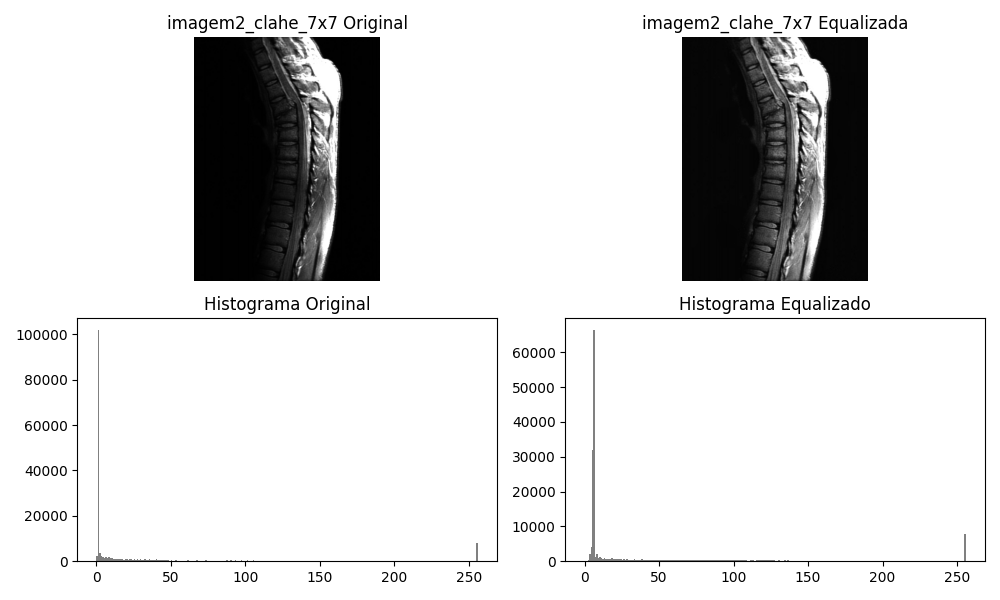 imagem2_clahe_7x7 Original
imagem2_clahe_7x7 Equalizada
Histograma Original
100000
80000
60000
40000
20000
0
0 50 100 150 200 250
Histograma Equalizado
60000
50000
40000
30000
20000
10000
0
0 50 100 150 200 250